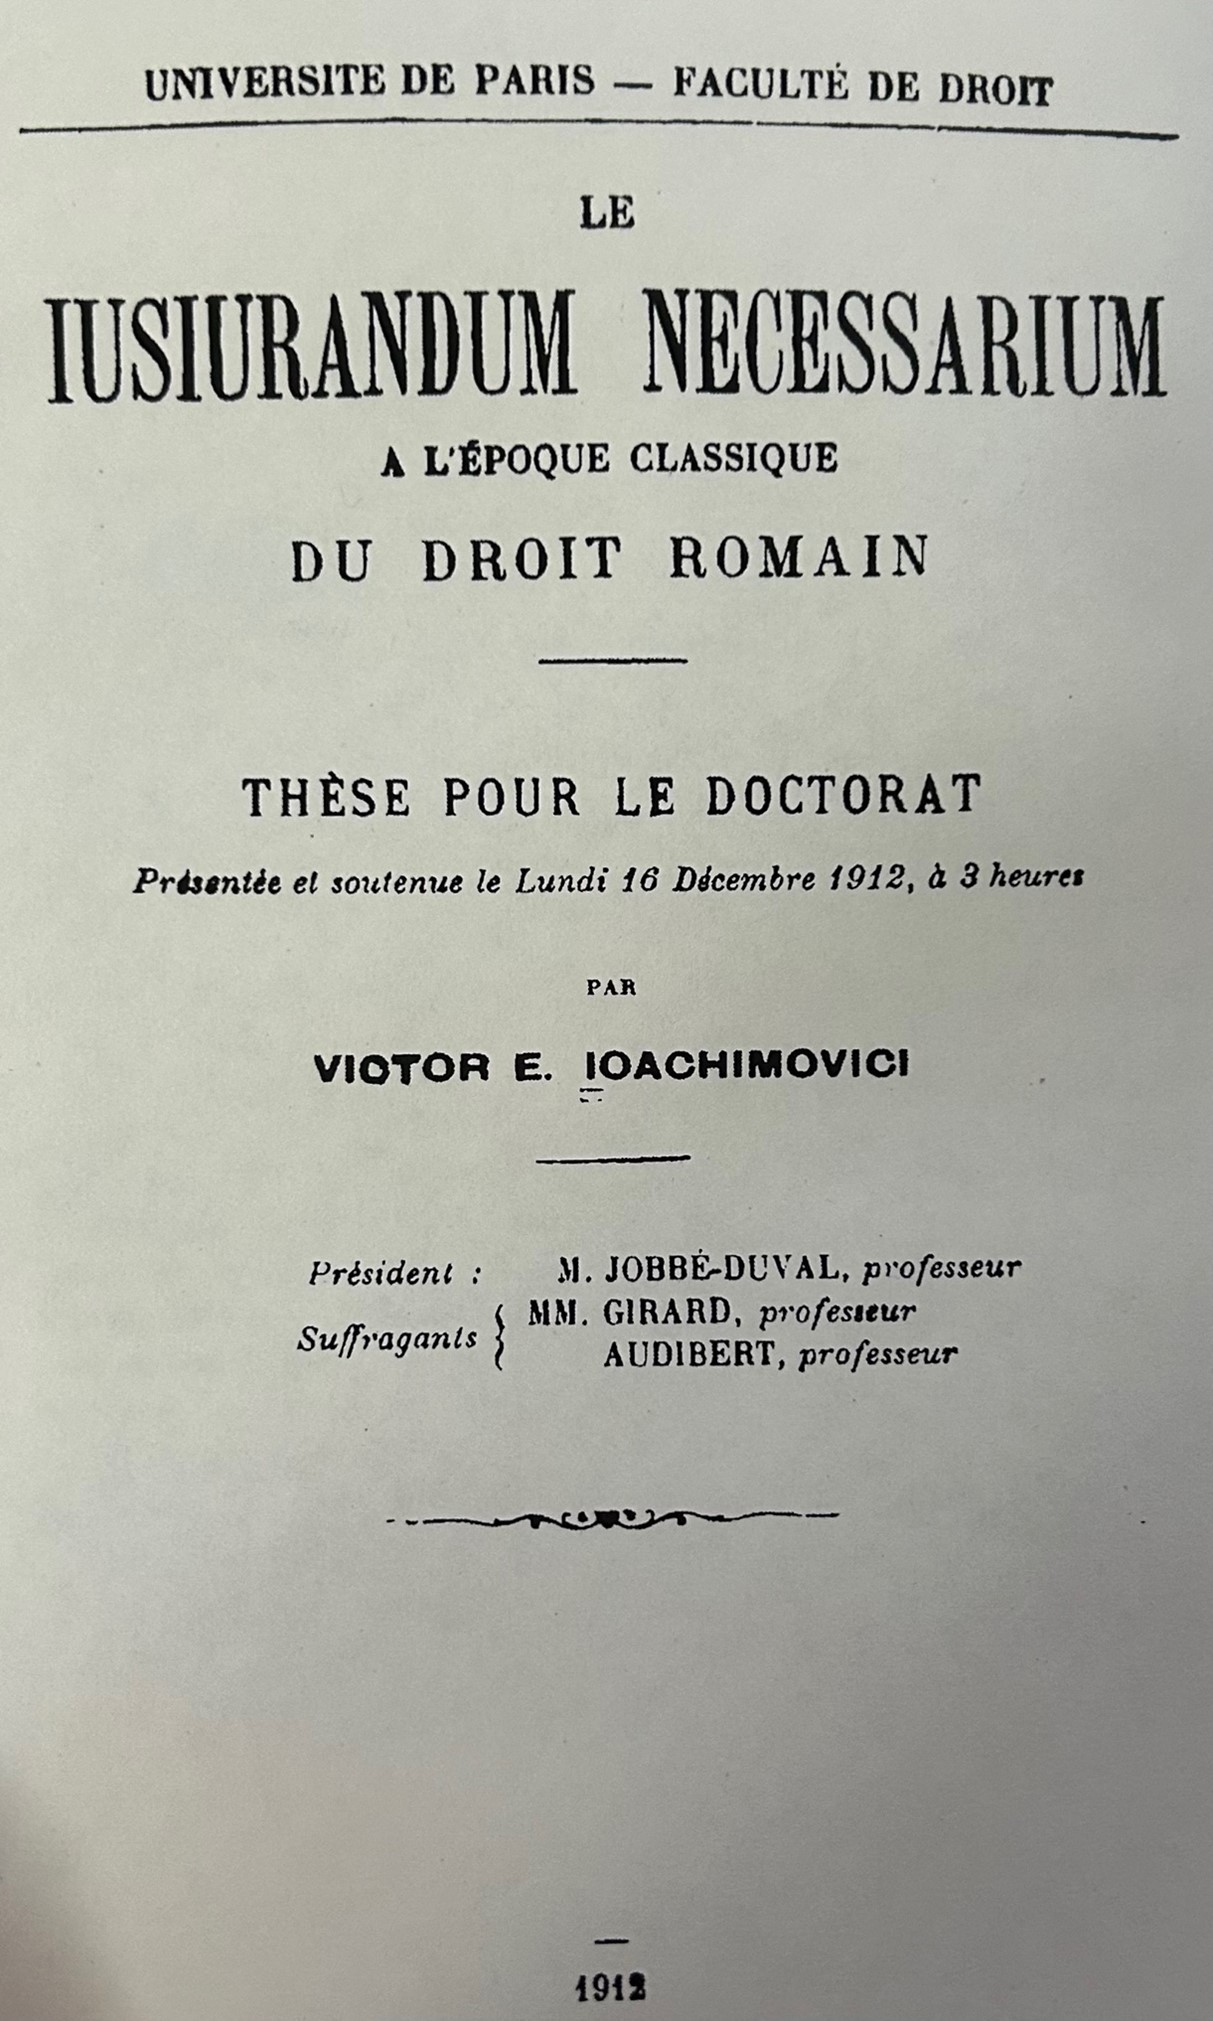 UNIVERSITE DE PARIS — FACULTÉ DE DROIT
LE
IUSIURANDUM NECESSARIUM
A L'ÉPOQUE CLASSIQUE
DU DROIT ROMAIN
THÈSE POUR LE DOCTORAT
Présentée et soutenue le Lundi 16 Décembre 1912, à 3 heures
PAR
VICTOR E. IOACHIMOVICI
Président : M. JOBBÉ-DUVAL, professeur
Suffragants { MM. GIRARD, professeur
AUDIBERT, professeur
1912